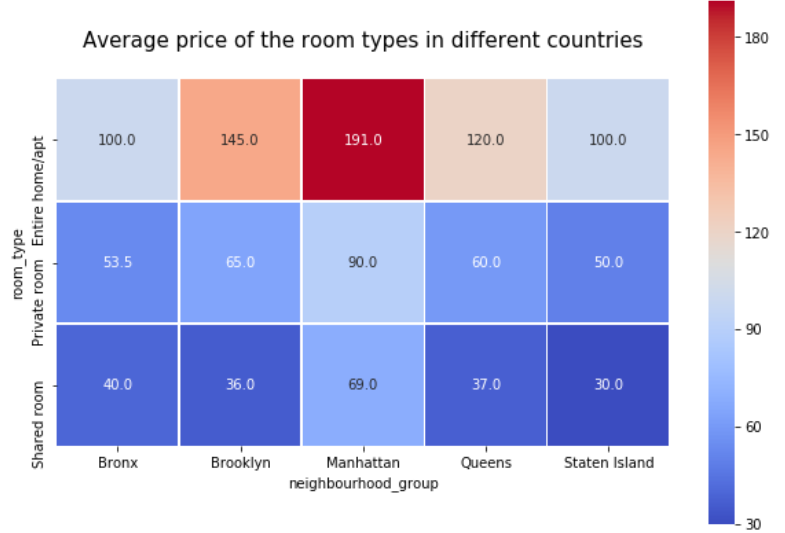 Average price of the room types in different countries
room_type
Entire home/apt
Private room
Shared room
100.0 145.0 191.0 120.0 100.0
53.5 65.0 90.0 60.0 50.0
40.0 36.0 69.0 37.0 30.0
Bronx Brooklyn Manhattan Queens Staten Island
neighbourhood_group
180
150
120
90
60
30